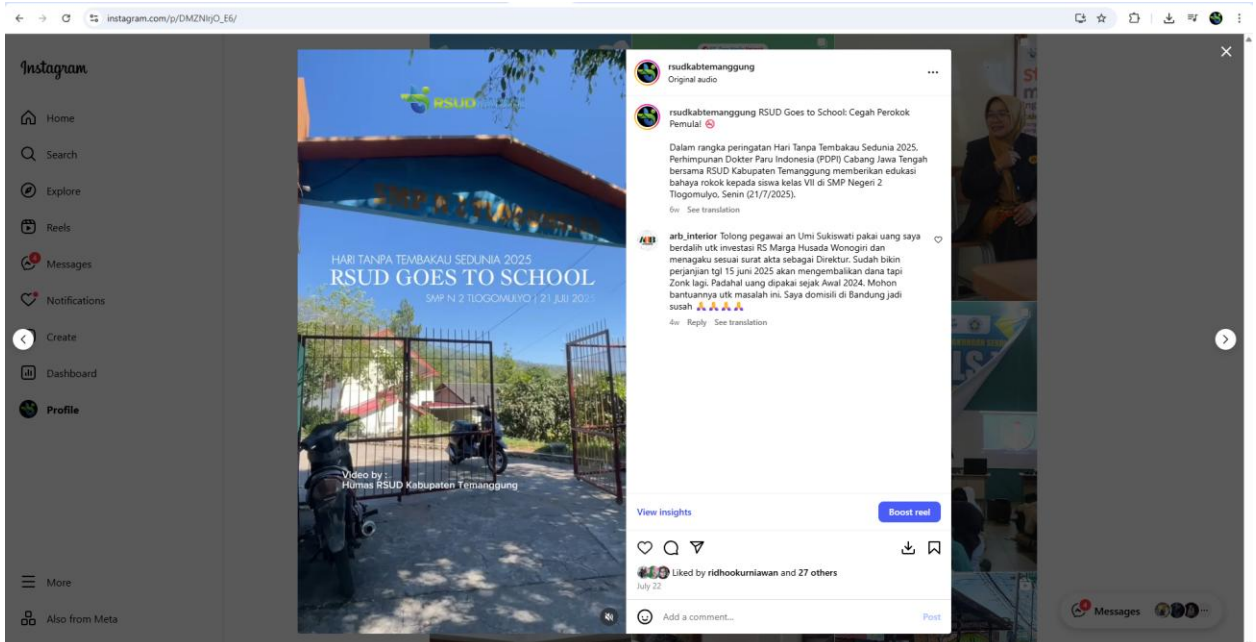 instagram.com/p/DMZNIrjO_E6/
Instagram
Home
Search
Explore
Reels
Messages
Notifications
Create
Dashboard
Profile
More
Also from Meta
RSUD
SMP N 2 TLOGOMULYO
HARI TANPA TEMBAKAU SEDUNIA 2025
RSUD GOES TO SCHOOL
SMP N 2 TLOGOMULYO | 21 JULI 2025
Video by :
Humas RSUD Kabupaten Temanggung
rsudkabtemanggung
Original audio
rsudkabtemanggung RSUD Goes to School: Cegah Perokok
Pemula! 🚭
Dalam rangka peringatan Hari Tanpa Tembakau Sedunia 2025,
Perhimpunan Dokter Paru Indonesia (PDPI) Cabang Jawa Tengah
bersama RSUD Kabupaten Temanggung memberikan edukasi
bahaya rokok kepada siswa kelas VII di SMP Negeri 2
Tlogomulyo, Senin (21/7/2025).
6w See translation
arb_interior Tolong pegawai an Umi Sukiswati pakai uang saya
berdalih utk investasi RS Marga Husada Wonogiri dan
menagaku sesuai surat akta sebagai Direktur. Sudah bikin
perjanjian tgl 15 juni 2025 akan mengembalikan dana tapi
Zonk lagi. Padahal uang dipakai sejak Awal 2024. Mohon
bantuannya utk masalah ini. Saya domisili di Bandung jadi
susah 🙏🙏🙏🙏
4w Reply See translation
View insights
Boost reel
Liked by ridhookurniawan and 27 others
July 22
Add a comment...
Post
Messages